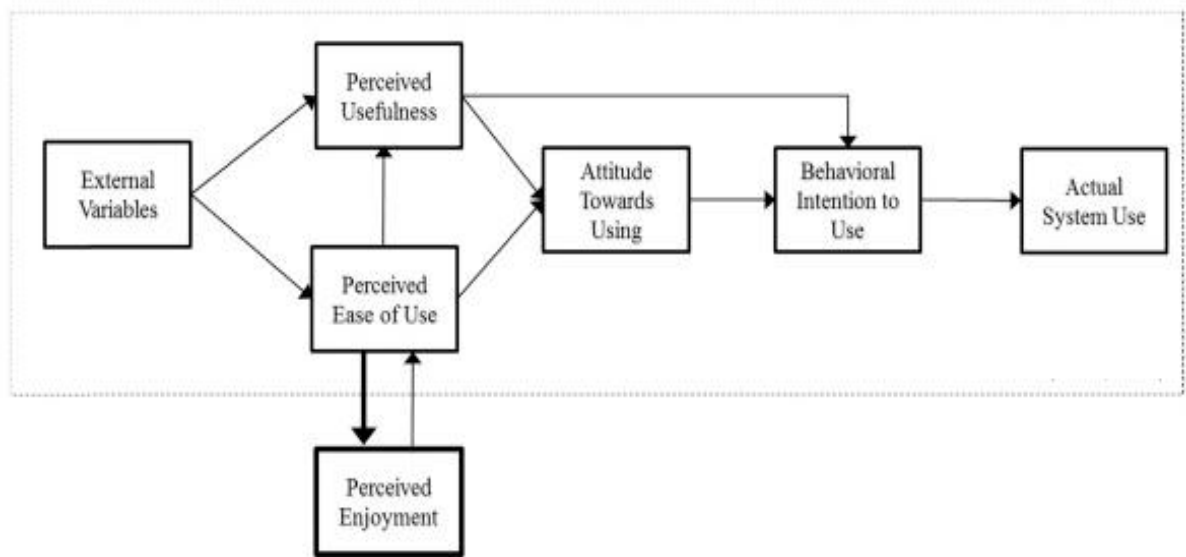 Perceived
Usefulness
External
Variables
Attitude
Towards
Using
Behavioral
Intention to
Use
Actual
System Use
Perceived
Ease of Use
Perceived
Enjoyment